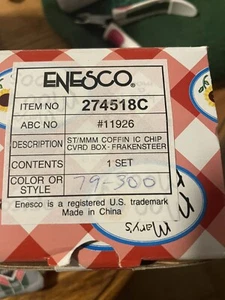 ENESCO®
ITEM NO 274518C
ABC NO #11926
DESCRIPTION ST/MMM COFFIN IC CHIP
CVRD BOX - FRAKENSTEER
CONTENTS 1 SET
COLOR OR
STYLE 79-300
Enesco is a registered U.S. trademark
Made in China
Mary's